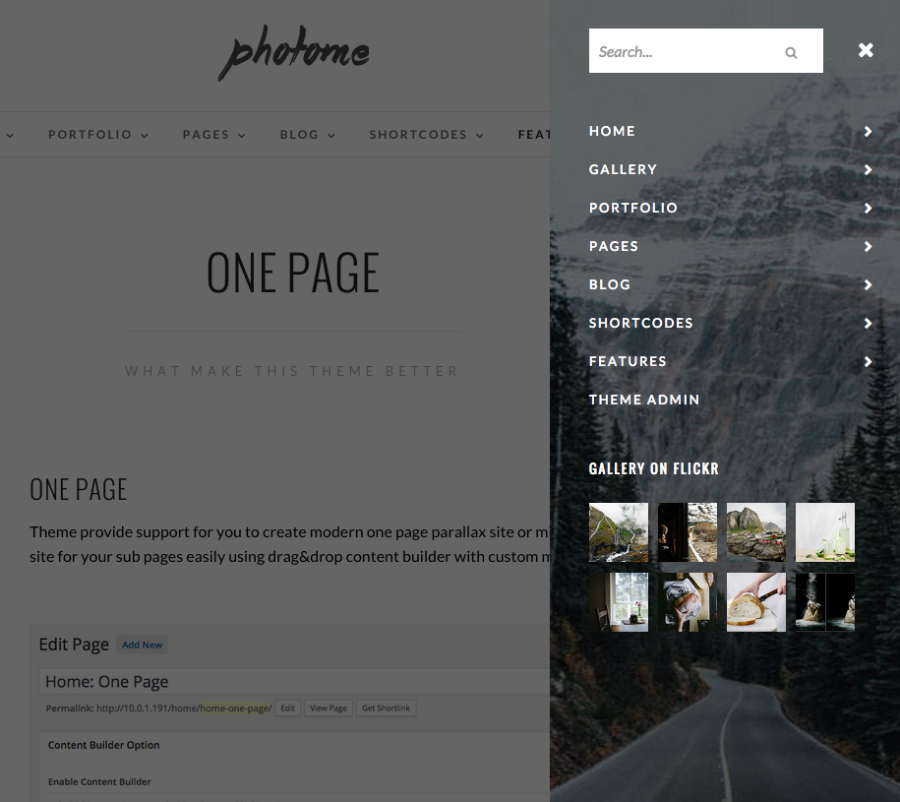 photome
PORTFOLIO PAGES BLOG SHORTCODES
ONE PAGE
WHAT MAKE THIS THEME BETTER
ONE PAGE
Theme provide support for you to create modern one page parallax site or
site for your sub pages easily using drag&drop content builder with custom
Edit Page Add New
Home: One Page
Permalink: http://10.0.1.191/home/home-one-page/ Edit View Page Get Shortlink
Content Builder Option
Enable Content Builder
Search...
HOME
GALLERY
PORTFOLIO
PAGES
BLOG
SHORTCODES
FEATURES
THEME ADMIN
GALLERY ON FLICKR